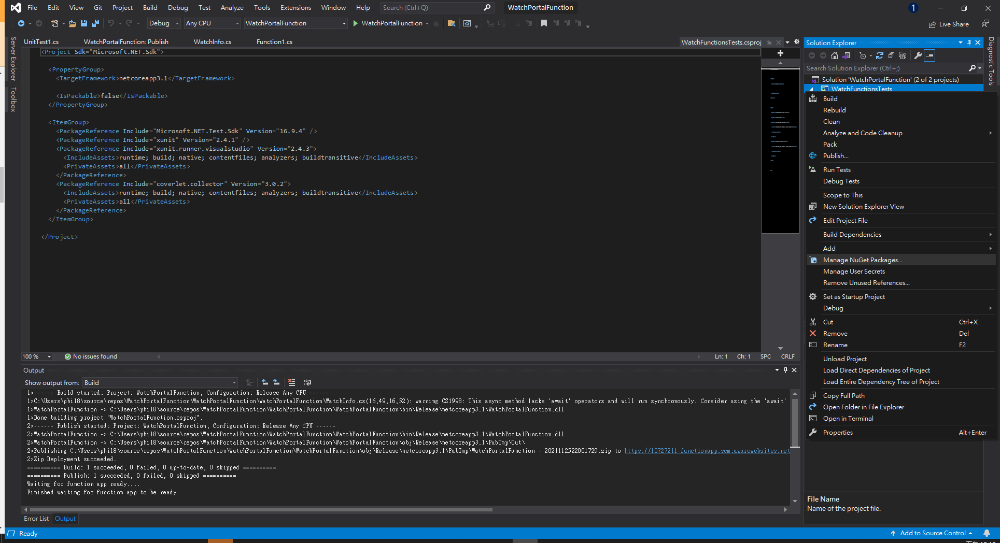 File Edit View Git Project Build Debug Test Analyze Tools Extensions Window Help Search (Ctrl+Q) WatchPortalFunction 1
Debug Any CPU WatchPortalFunction WatchPortalFunction Live Share
Server Explorer
Toolbox
UnitTest1.cs WatchPortalFunction: Publish WatchInfo.cs Function1.cs WatchFunctionsTests.csproj
<Project Sdk="Microsoft.NET.Sdk">
<PropertyGroup>
<TargetFramework>netcoreapp3.1</TargetFramework>
<IsPackable>false</IsPackable>
</PropertyGroup>
<ItemGroup>
<PackageReference Include="Microsoft.NET.Test.Sdk" Version="16.9.4" />
<PackageReference Include="xunit" Version="2.4.1" />
<PackageReference Include="xunit.runner.visualstudio" Version="2.4.3">
<IncludeAssets>runtime; build; native; contentfiles; analyzers; buildtransitive</IncludeAssets>
<PrivateAssets>all</PrivateAssets>
</PackageReference>
<PackageReference Include="coverlet.collector" Version="3.0.2">
<IncludeAssets>runtime; build; native; contentfiles; analyzers; buildtransitive</IncludeAssets>
<PrivateAssets>all</PrivateAssets>
</PackageReference>
</ItemGroup>
</Project>
100 % No issues found Ln: 1 Ch: 1 SPC CRLF
Output
Show output from: Build
1>------ Build started: Project: WatchPortalFunction, Configuration: Release Any CPU ------
1>C:\Users\phil8\source\repos\WatchPortalFunction\WatchPortalFunction\WatchPortalFunction\WatchInfo.cs(16,49,16,52): warning CS1998: This async method lacks 'await' operators and will run synchronously. Consider using the 'await'
1>WatchPortalFunction -> C:\Users\phil8\source\repos\WatchPortalFunction\WatchPortalFunction\WatchPortalFunction\bin\Release\netcoreapp3.1\WatchPortalFunction.dll
1>Done building project "WatchPortalFunction.csproj".
2>------ Publish started: Project: WatchPortalFunction, Configuration: Release Any CPU ------
2>WatchPortalFunction -> C:\Users\phil8\source\repos\WatchPortalFunction\WatchPortalFunction\WatchPortalFunction\bin\Release\netcoreapp3.1\WatchPortalFunction.dll
2>WatchPortalFunction -> C:\Users\phil8\source\repos\WatchPortalFunction\WatchPortalFunction\WatchPortalFunction\obj\Release\netcoreapp3.1\PubTmp\Out\
2>Publishing C:\Users\phil8\source\repos\WatchPortalFunction\WatchPortalFunction\WatchPortalFunction\obj\Release\netcoreapp3.1\PubTmp\WatchPortalFunction - 20211125220017​29.zip to https://10727211-functionapp.scm.azurewebsites.net
2>Zip Deployment succeeded.
========== Build: 1 succeeded, 0 failed, 0 up-to-date, 0 skipped ==========
========== Publish: 1 succeeded, 0 failed, 0 skipped ==========
Waiting for function app ready....
Finished waiting for function app to be ready
Error List Output
Ready Add to Source Control
Solution Explorer
Search Solution Explorer (Ctrl+;)
Solution 'WatchPortalFunction' (2 of 2 projects)
WatchFunctionsTests
Build
Rebuild
Clean
Analyze and Code Cleanup
Pack
Publish...
Run Tests
Debug Tests
Scope to This
New Solution Explorer View
Edit Project File
Build Dependencies
Add
Manage NuGet Packages...
Manage User Secrets
Remove Unused References...
Set as Startup Project
Debug
Cut Ctrl+X
Remove Del
Rename F2
Unload Project
Load Direct Dependencies of Project
Load Entire Dependency Tree of Project
Copy Full Path
Open Folder in File Explorer
Open in Terminal
Properties Alt+Enter
File Name
Name of the project file.
Diagnostic Tools